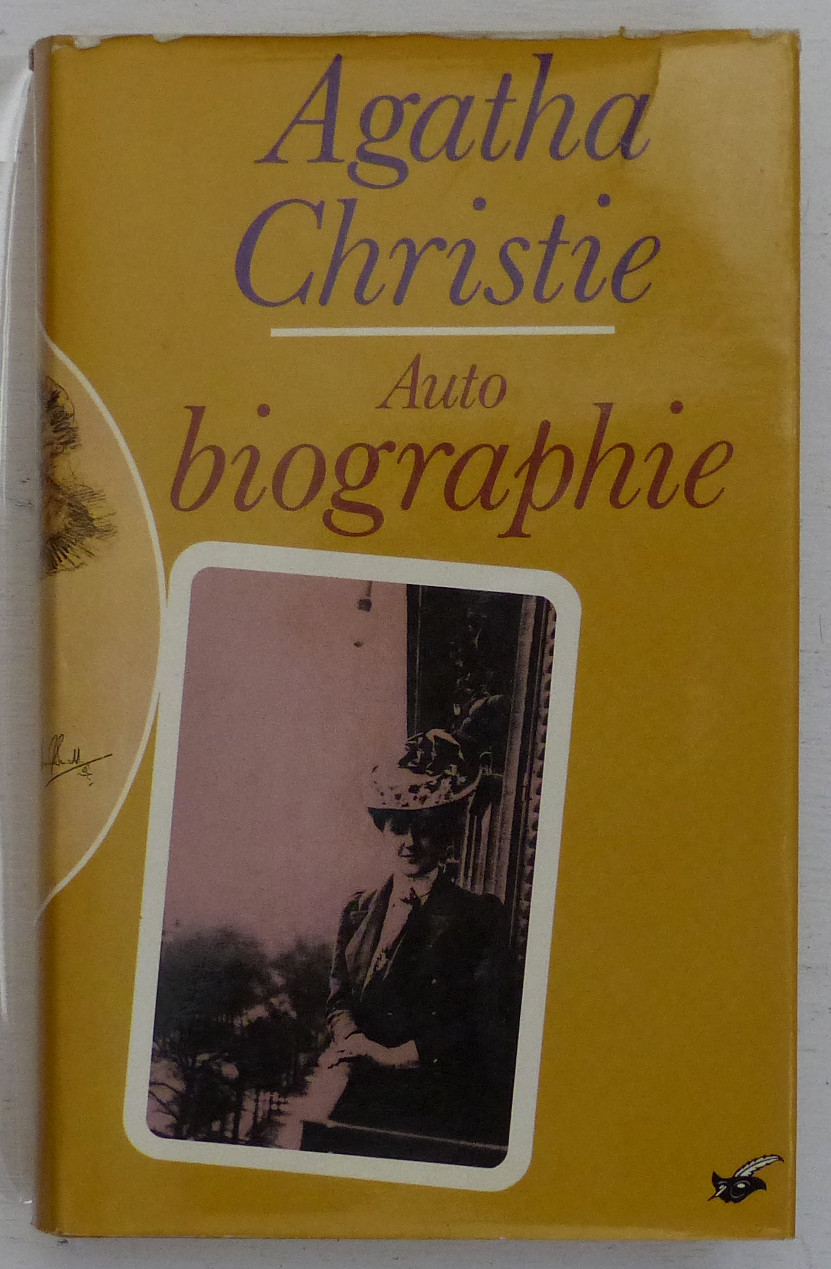 Agatha
Christie
Auto
biographie